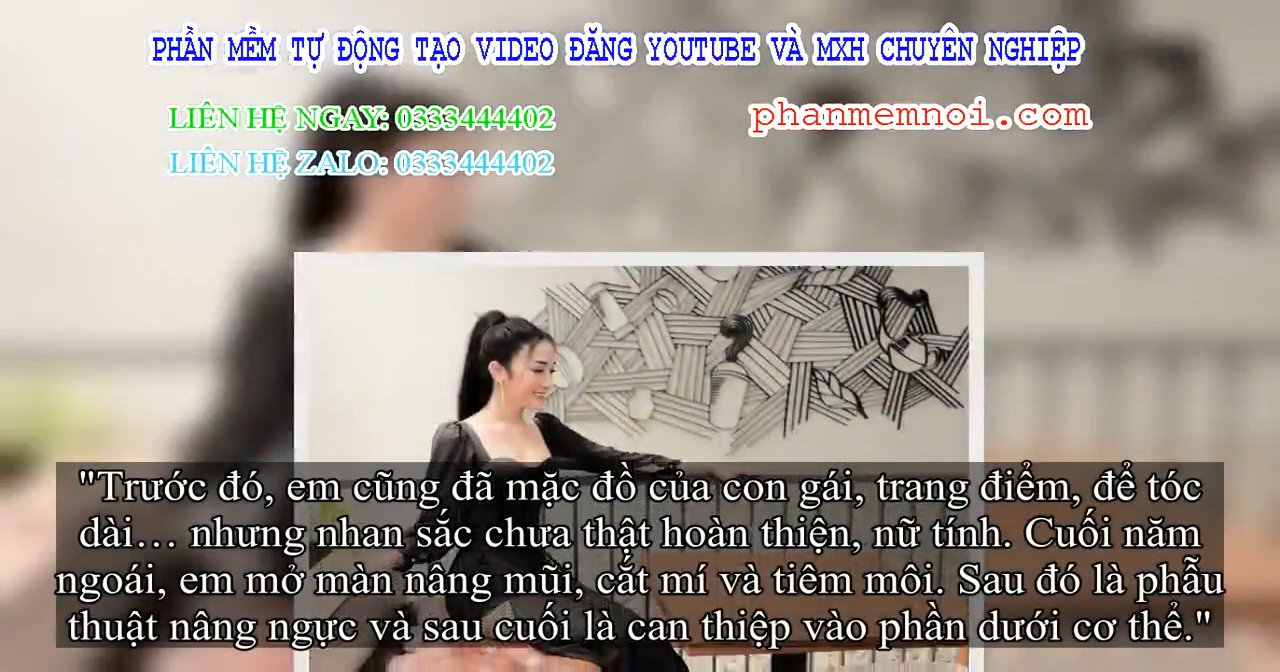 PHẦN MỀM TỰ ĐỘNG TẠO VIDEO ĐĂNG YOUTUBE VÀ MXH CHUYÊN NGHIỆP
LIÊN HỆ NGAY: 0333444402
phanmemnoi.com
LIÊN HỆ ZALO: 0333444402
"Trước đó, em cũng đã mặc đồ của con gái, trang điểm, để tóc
dài… nhưng nhan sắc chưa thật hoàn thiện, nữ tính. Cuối năm
ngoái, em mở màn nâng mũi, cắt mí và tiêm môi. Sau đó là phẫu
thuật nâng ngực và sau cuối là can thiệp vào phần dưới cơ thể."